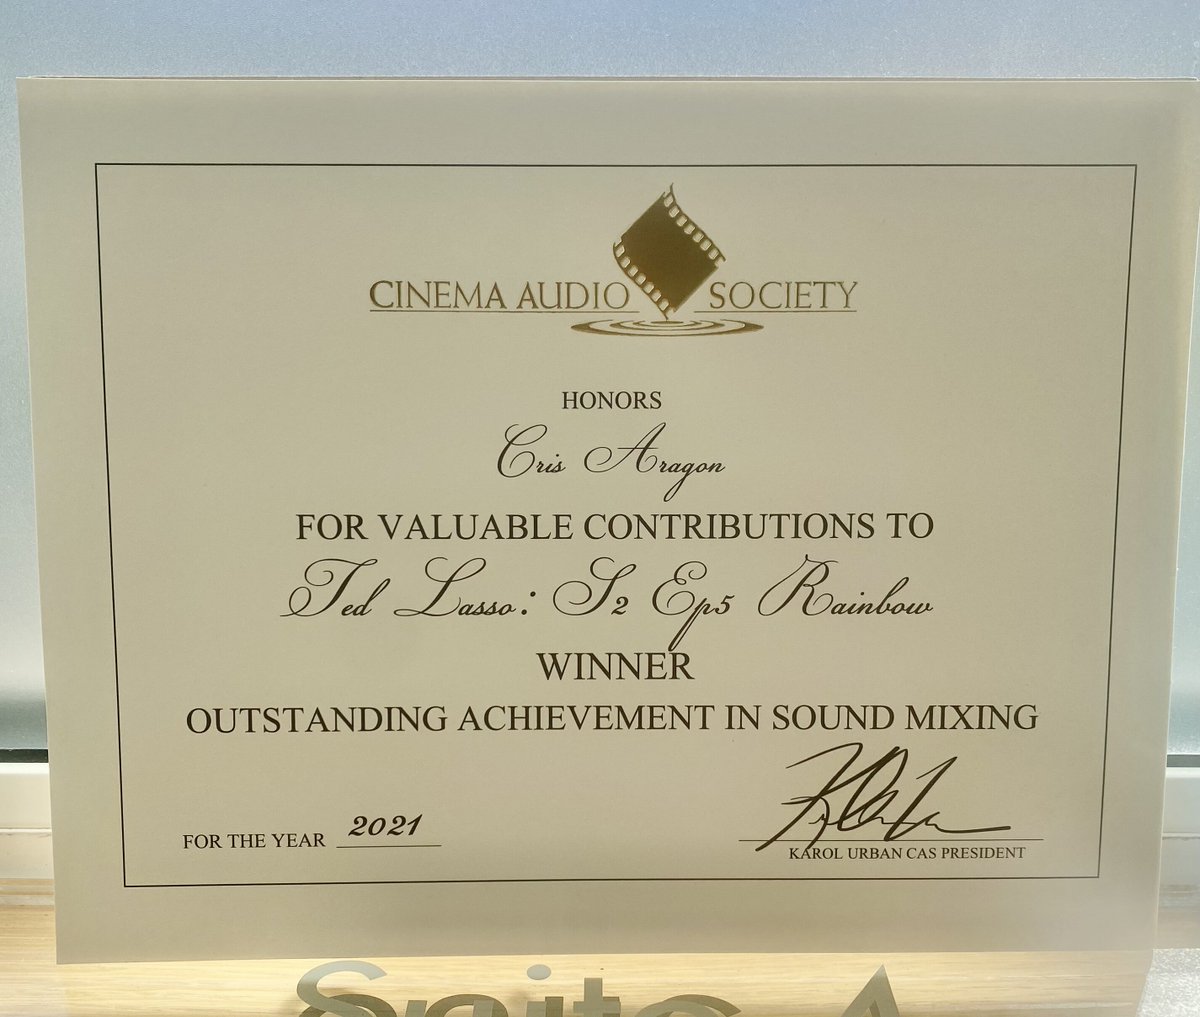 CINEMA AUDIO SOCIETY
HONORS
Cris Aragon
FOR VALUABLE CONTRIBUTIONS TO
Ted Lasso: S2 Ep5 Rainbow
WINNER
OUTSTANDING ACHIEVEMENT IN SOUND MIXING
FOR THE YEAR 2021
KAROL URBAN CAS PRESIDENT
Suite A